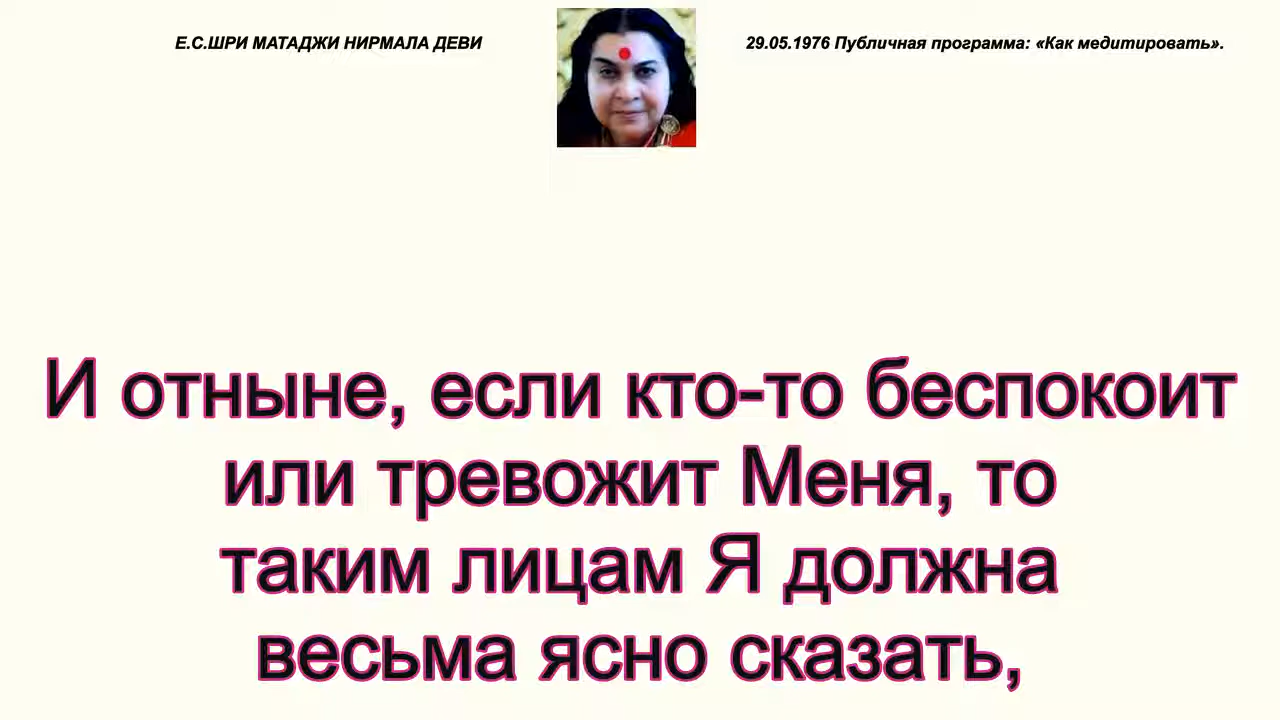 Е.С.ШРИ МАТАДЖИ НИРМАЛА ДЕВИ
29.05.1976 Публичная программа: «Как медитировать».
И отныне, если кто-то беспокоит
или тревожит Меня, то
таким лицам Я должна
весьма ясно сказать,